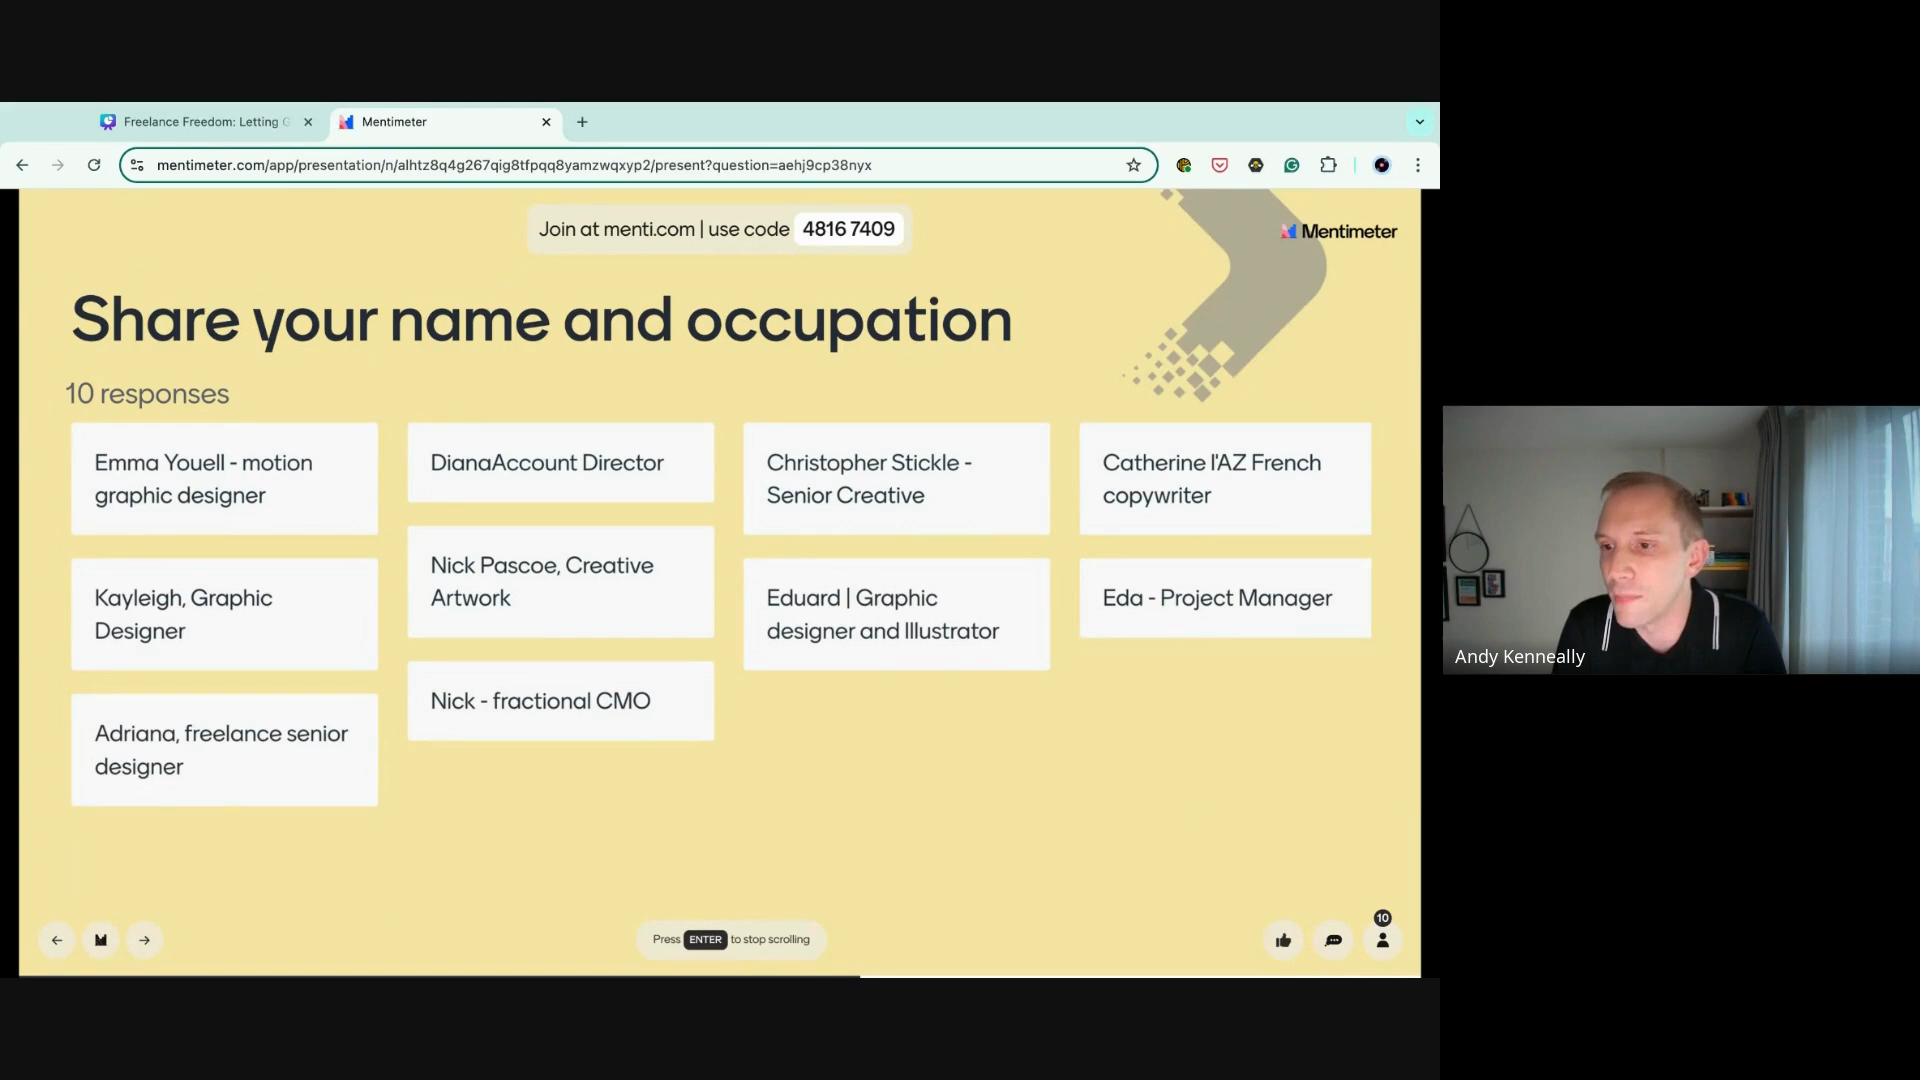 Freelance Freedom: Letting G
Mentimeter
mentimeter.com/app/presentation/n/alhtz8q4g267qig8tfpqq8yamzwqxyp2/present?question=aehj9cp38nyx
Join at menti.com | use code 4816 7409
Mentimeter
Share your name and occupation
10 responses
Emma Youell - motion
graphic designer
Kayleigh, Graphic
Designer
Adriana, freelance senior
designer
DianaAccount Director
Nick Pascoe, Creative
Artwork
Nick - fractional CMO
Christopher Stickle -
Senior Creative
Eduard | Graphic
designer and Illustrator
Catherine l'AZ French
copywriter
Eda - Project Manager
Press ENTER to stop scrolling
10
Andy Kenneally